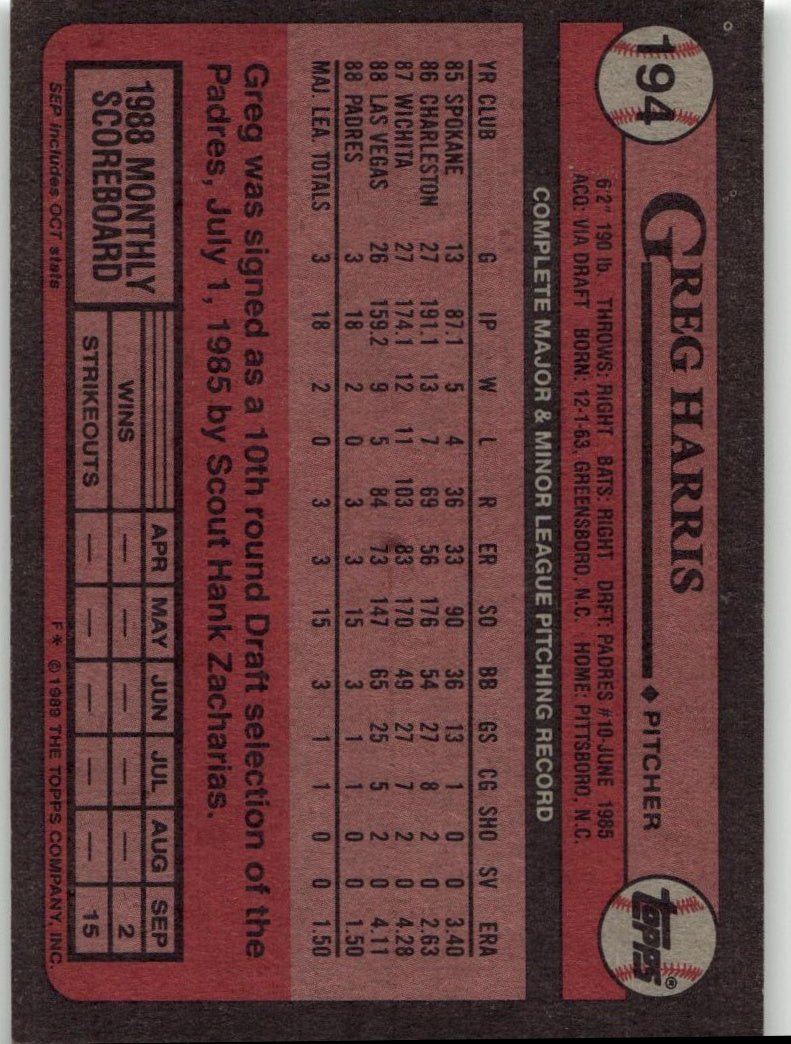 194
GREG HARRIS ♦ PITCHER
topps®
6'2" 190 lb. THROWS: RIGHT BATS: RIGHT DRFT: PADRES #10-JUNE 1985
ACQ: VIA DRAFT BORN: 12-1-63, GREENSBORO, N.C. HOME: PITTSBORO, N.C.
COMPLETE MAJOR & MINOR LEAGUE PITCHING RECORD
YR CLUB G IP W L R ER SO BB GS CG SHO SV ERA
85 SPOKANE 13 87.1 5 4 36 33 90 36 13 1 0 0 3.40
86 CHARLESTON 27 191.1 13 7 69 56 176 54 27 8 2 0 2.63
87 WICHITA 27 174.1 12 11 103 83 170 49 27 7 2 0 4.28
88 LAS VEGAS 26 159.2 9 5 84 73 147 65 25 5 2 0 4.11
88 PADRES 3 18 2 0 3 3 15 3 1 1 0 0 1.50
MAJ. LEA. TOTALS 3 18 2 0 3 3 15 3 1 1 0 0 1.50
Greg was signed as a 10th round Draft selection of the
Padres, July 1, 1985 by Scout Hank Zacharias.
1988 MONTHLY
SCOREBOARD
APR MAY JUN JUL AUG SEP
WINS — — — — — 2
STRIKEOUTS — — — — — 15
SEP includes OCT stats
F* © 1989 THE TOPPS COMPANY, INC.